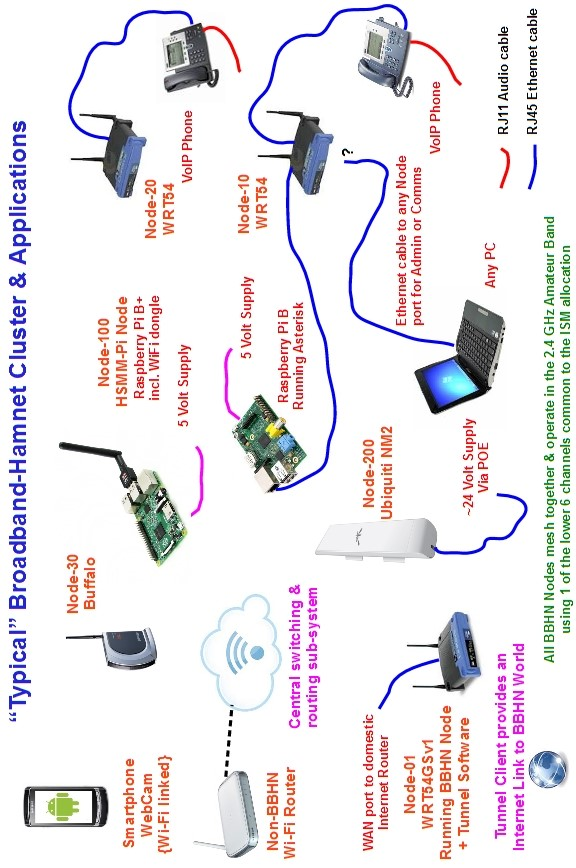 “Typical” Broadband-Hamnet Cluster & Applications
Smartphone
WebCam
{Wi-Fi linked}
Node-30
Buffalo
Node-100
HSMM-Pi Node
Raspberry Pi B+
incl. WiFi dongle
5 Volt Supply
Node-20
WRT54
VoIP Phone
Non-BBHN
Wi-Fi Router
Central switching &
routing sub-system
5 Volt Supply
Raspberry Pi B
Running Asterisk
Node-10
WRT54
?
VoIP Phone
WAN port to domestic
Internet Router
Node-01
WRT54GSv1
Running BBHN Node
+ Tunnel Software
Tunnel Client provides an
Internet Link to BBHN World
Node-200
Ubiquiti NM2
~24 Volt Supply
Via POE
Ethernet cable to any Node
port for Admin or Comms
Any PC
RJ11 Audio cable
RJ45 Ethernet cable
All BBHN Nodes mesh together & operate in the 2.4 GHz Amateur Band
using 1 of the lower 6 channels common to the ISM allocation